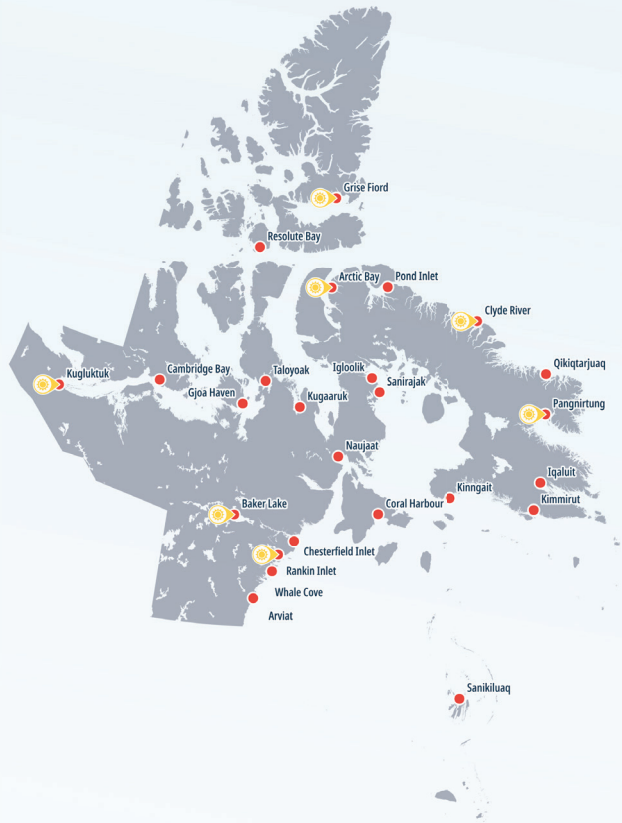 Grise Fiord
Resolute Bay
Arctic Bay
Pond Inlet
Clyde River
Qikiqtarjuaq
Kugluktuk
Cambridge Bay
Taloyoak
Igloolik
Sanirajak
Gjoa Haven
Kugaaruk
Pangnirtung
Naujaat
Iqaluit
Kinngait
Kimmirut
Baker Lake
Coral Harbour
Chesterfield Inlet
Rankin Inlet
Whale Cove
Arviat
Sanikiluaq